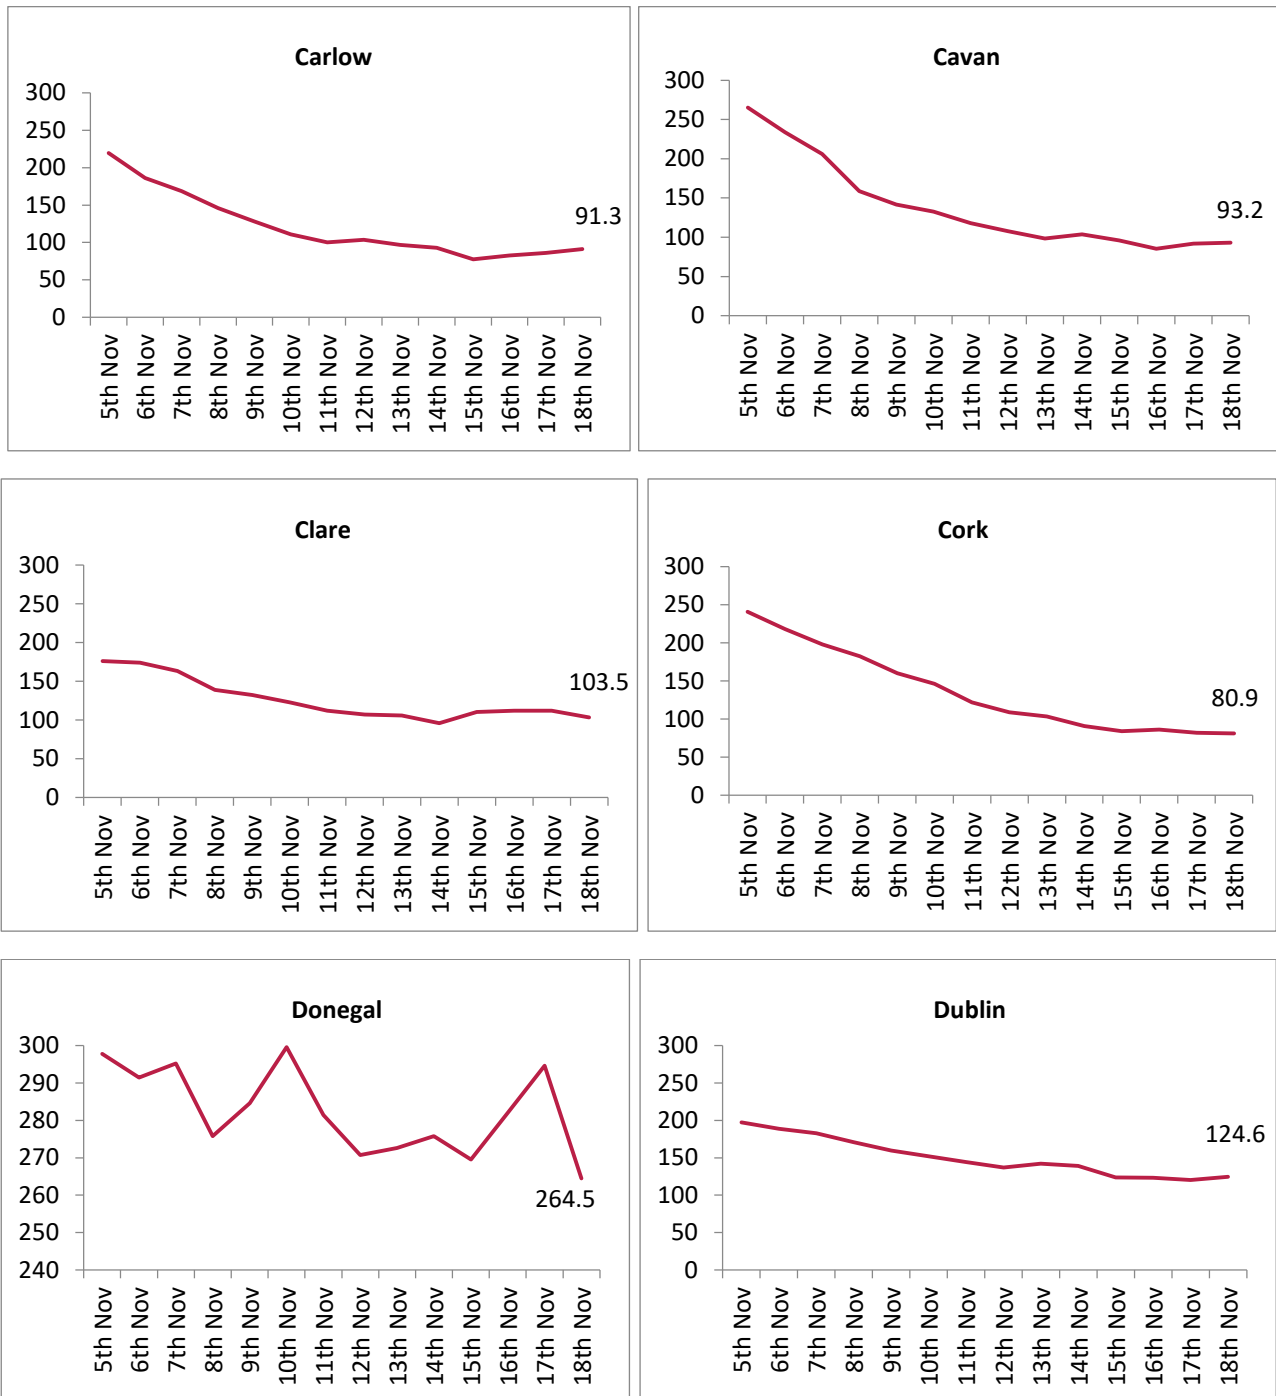 Carlow
300
250
200
150
100
50
0
91.3
5th Nov
6th Nov
7th Nov
8th Nov
9th Nov
10th Nov
11th Nov
12th Nov
13th Nov
14th Nov
15th Nov
16th Nov
17th Nov
18th Nov
Cavan
300
250
200
150
100
50
0
93.2
5th Nov
6th Nov
7th Nov
8th Nov
9th Nov
10th Nov
11th Nov
12th Nov
13th Nov
14th Nov
15th Nov
16th Nov
17th Nov
18th Nov
Clare
300
250
200
150
100
50
0
103.5
5th Nov
6th Nov
7th Nov
8th Nov
9th Nov
10th Nov
11th Nov
12th Nov
13th Nov
14th Nov
15th Nov
16th Nov
17th Nov
18th Nov
Cork
300
250
200
150
100
50
0
80.9
5th Nov
6th Nov
7th Nov
8th Nov
9th Nov
10th Nov
11th Nov
12th Nov
13th Nov
14th Nov
15th Nov
16th Nov
17th Nov
18th Nov
Donegal
300
290
280
270
260
250
240
264.5
5th Nov
6th Nov
7th Nov
8th Nov
9th Nov
10th Nov
11th Nov
12th Nov
13th Nov
14th Nov
15th Nov
16th Nov
17th Nov
18th Nov
Dublin
300
250
200
150
100
50
0
124.6
5th Nov
6th Nov
7th Nov
8th Nov
9th Nov
10th Nov
11th Nov
12th Nov
13th Nov
14th Nov
15th Nov
16th Nov
17th Nov
18th Nov